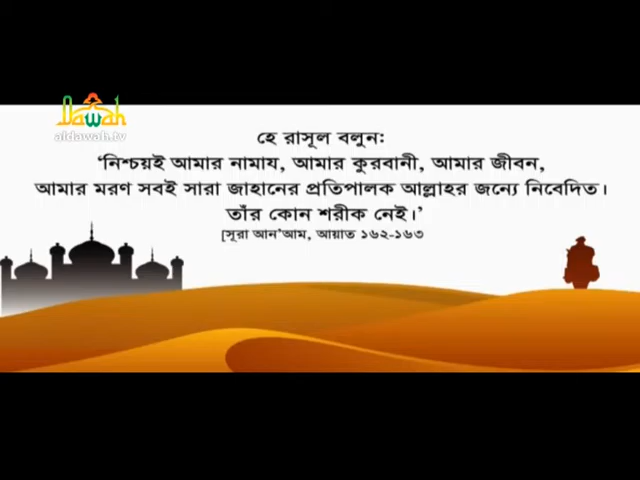 Dawah
aidawah.tv
হে রাসূল বলুন:
‘নিশ্চয়ই আমার নামায, আমার কুরবানী, আমার জীবন,
আমার মরণ সবই সারা জাহানের প্রতিপালক আল্লাহর জন্যে নিবেদিত।
তাঁর কোন শরীক নেই।’
[সূরা আন’আম, আয়াত ১৬২-১৬৩